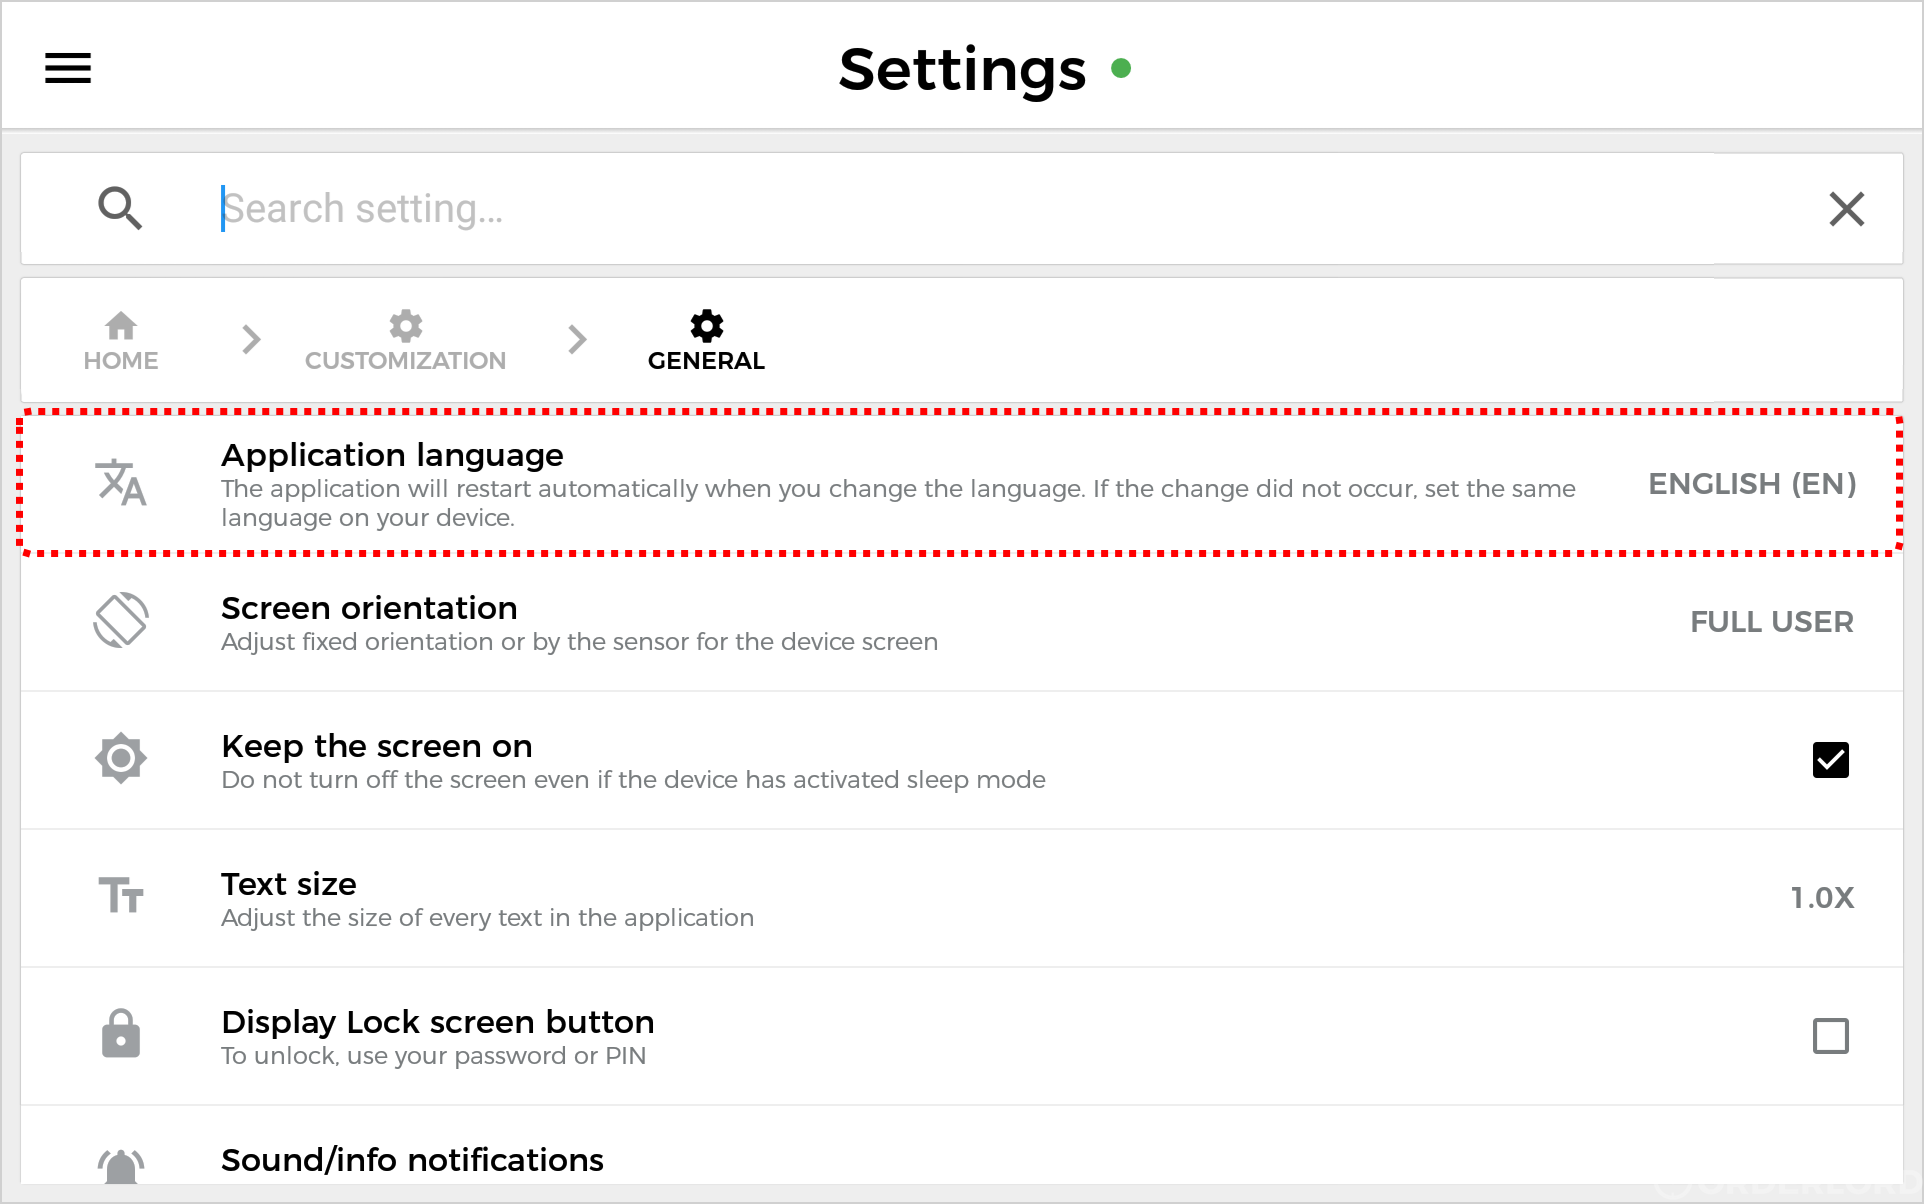 Settings
Search setting...
HOME
CUSTOMIZATION
GENERAL
Application language
The application will restart automatically when you change the language. If the change did not occur, set the same
language on your device.
ENGLISH (EN)
Screen orientation
Adjust fixed orientation or by the sensor for the device screen
FULL USER
Keep the screen on
Do not turn off the screen even if the device has activated sleep mode
Text size
Adjust the size of every text in the application
1.0X
Display Lock screen button
To unlock, use your password or PIN
Sound/info notifications